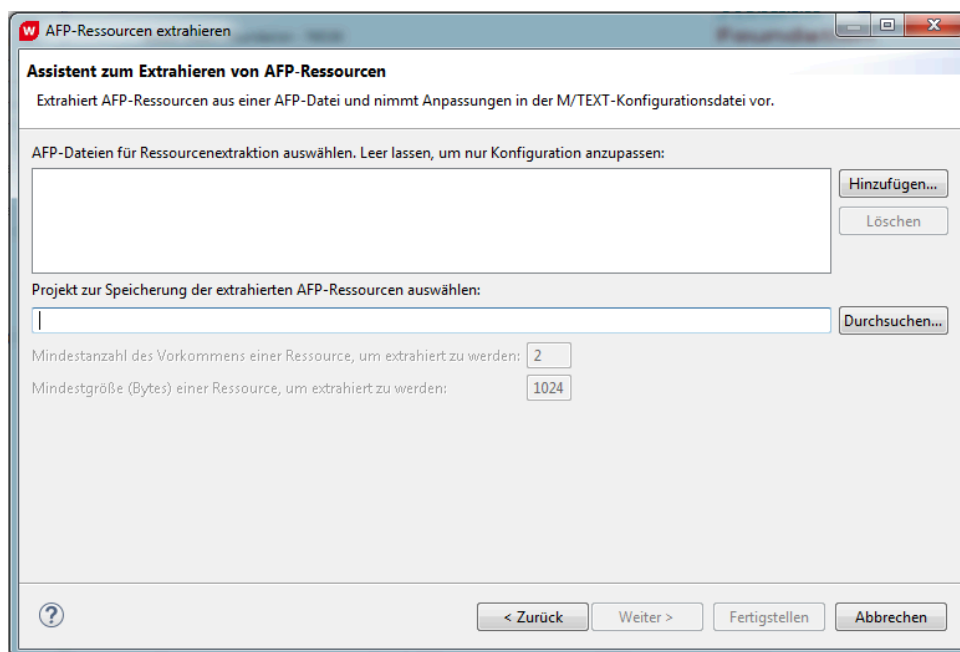 W AFP-Ressourcen extrahieren
Assistent zum Extrahieren von AFP-Ressourcen
Extrahiert AFP-Ressourcen aus einer AFP-Datei und nimmt Anpassungen in der M/TEXT-Konfigurationsdatei vor.
AFP-Dateien für Ressourcenextraktion auswählen. Leer lassen, um nur Konfiguration anzupassen:
Hinzufügen...
Löschen
Projekt zur Speicherung der extrahierten AFP-Ressourcen auswählen:
Durchsuchen...
Mindestanzahl des Vorkommens einer Ressource, um extrahiert zu werden: 2
Mindestgröße (Bytes) einer Ressource, um extrahiert zu werden: 1024
? < Zurück Weiter > Fertigstellen Abbrechen